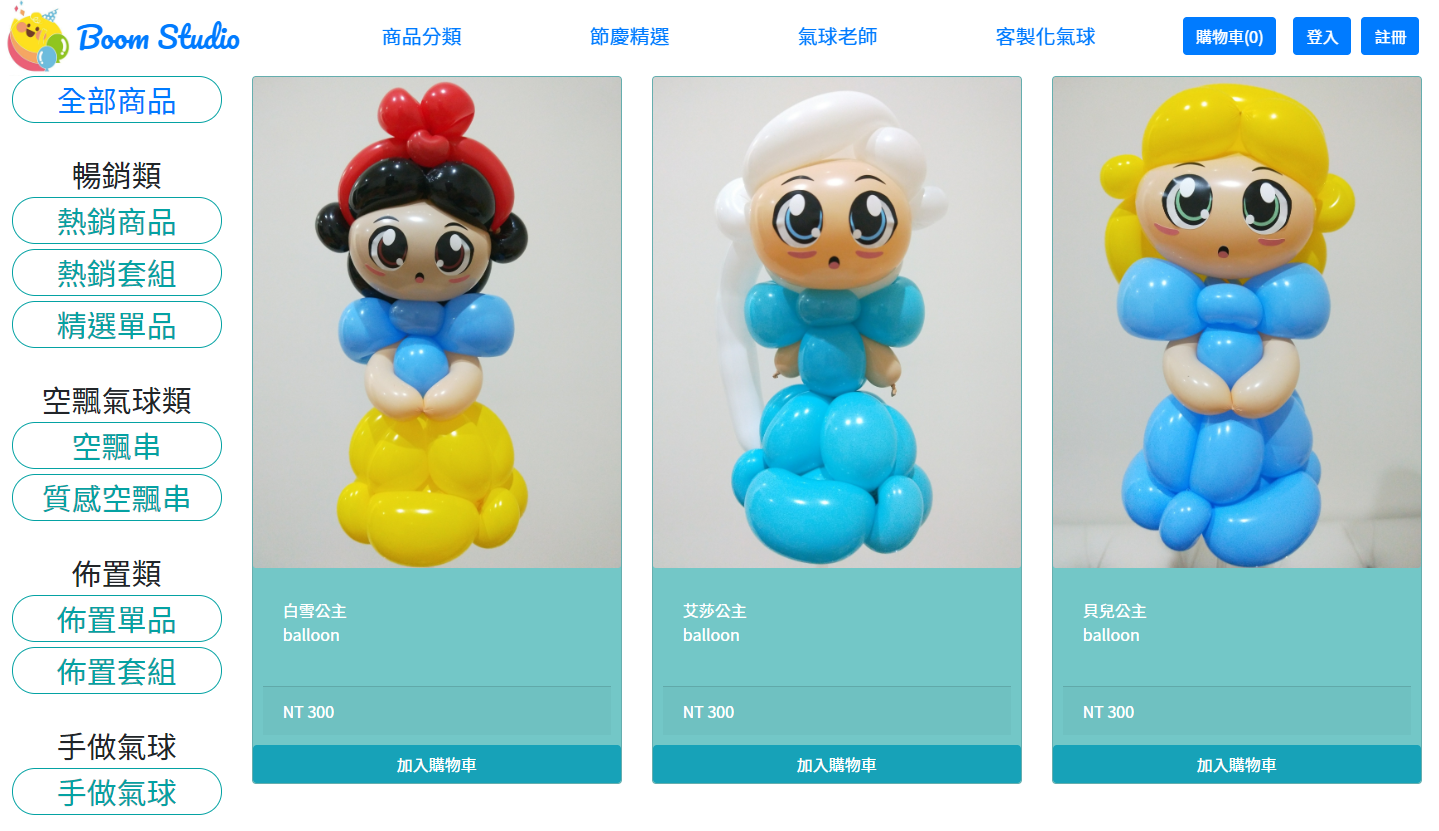 Boom Studio
商品分類
節慶精選
氣球老師
客製化氣球
購物車(0)
登入
註冊
全部商品
暢銷類
熱銷商品
熱銷套組
精選單品
空飄氣球類
空飄串
質感空飄串
佈置類
佈置單品
佈置套組
手做氣球
手做氣球
白雪公主
balloon
NT 300
加入購物車
艾莎公主
balloon
NT 300
加入購物車
貝兒公主
balloon
NT 300
加入購物車